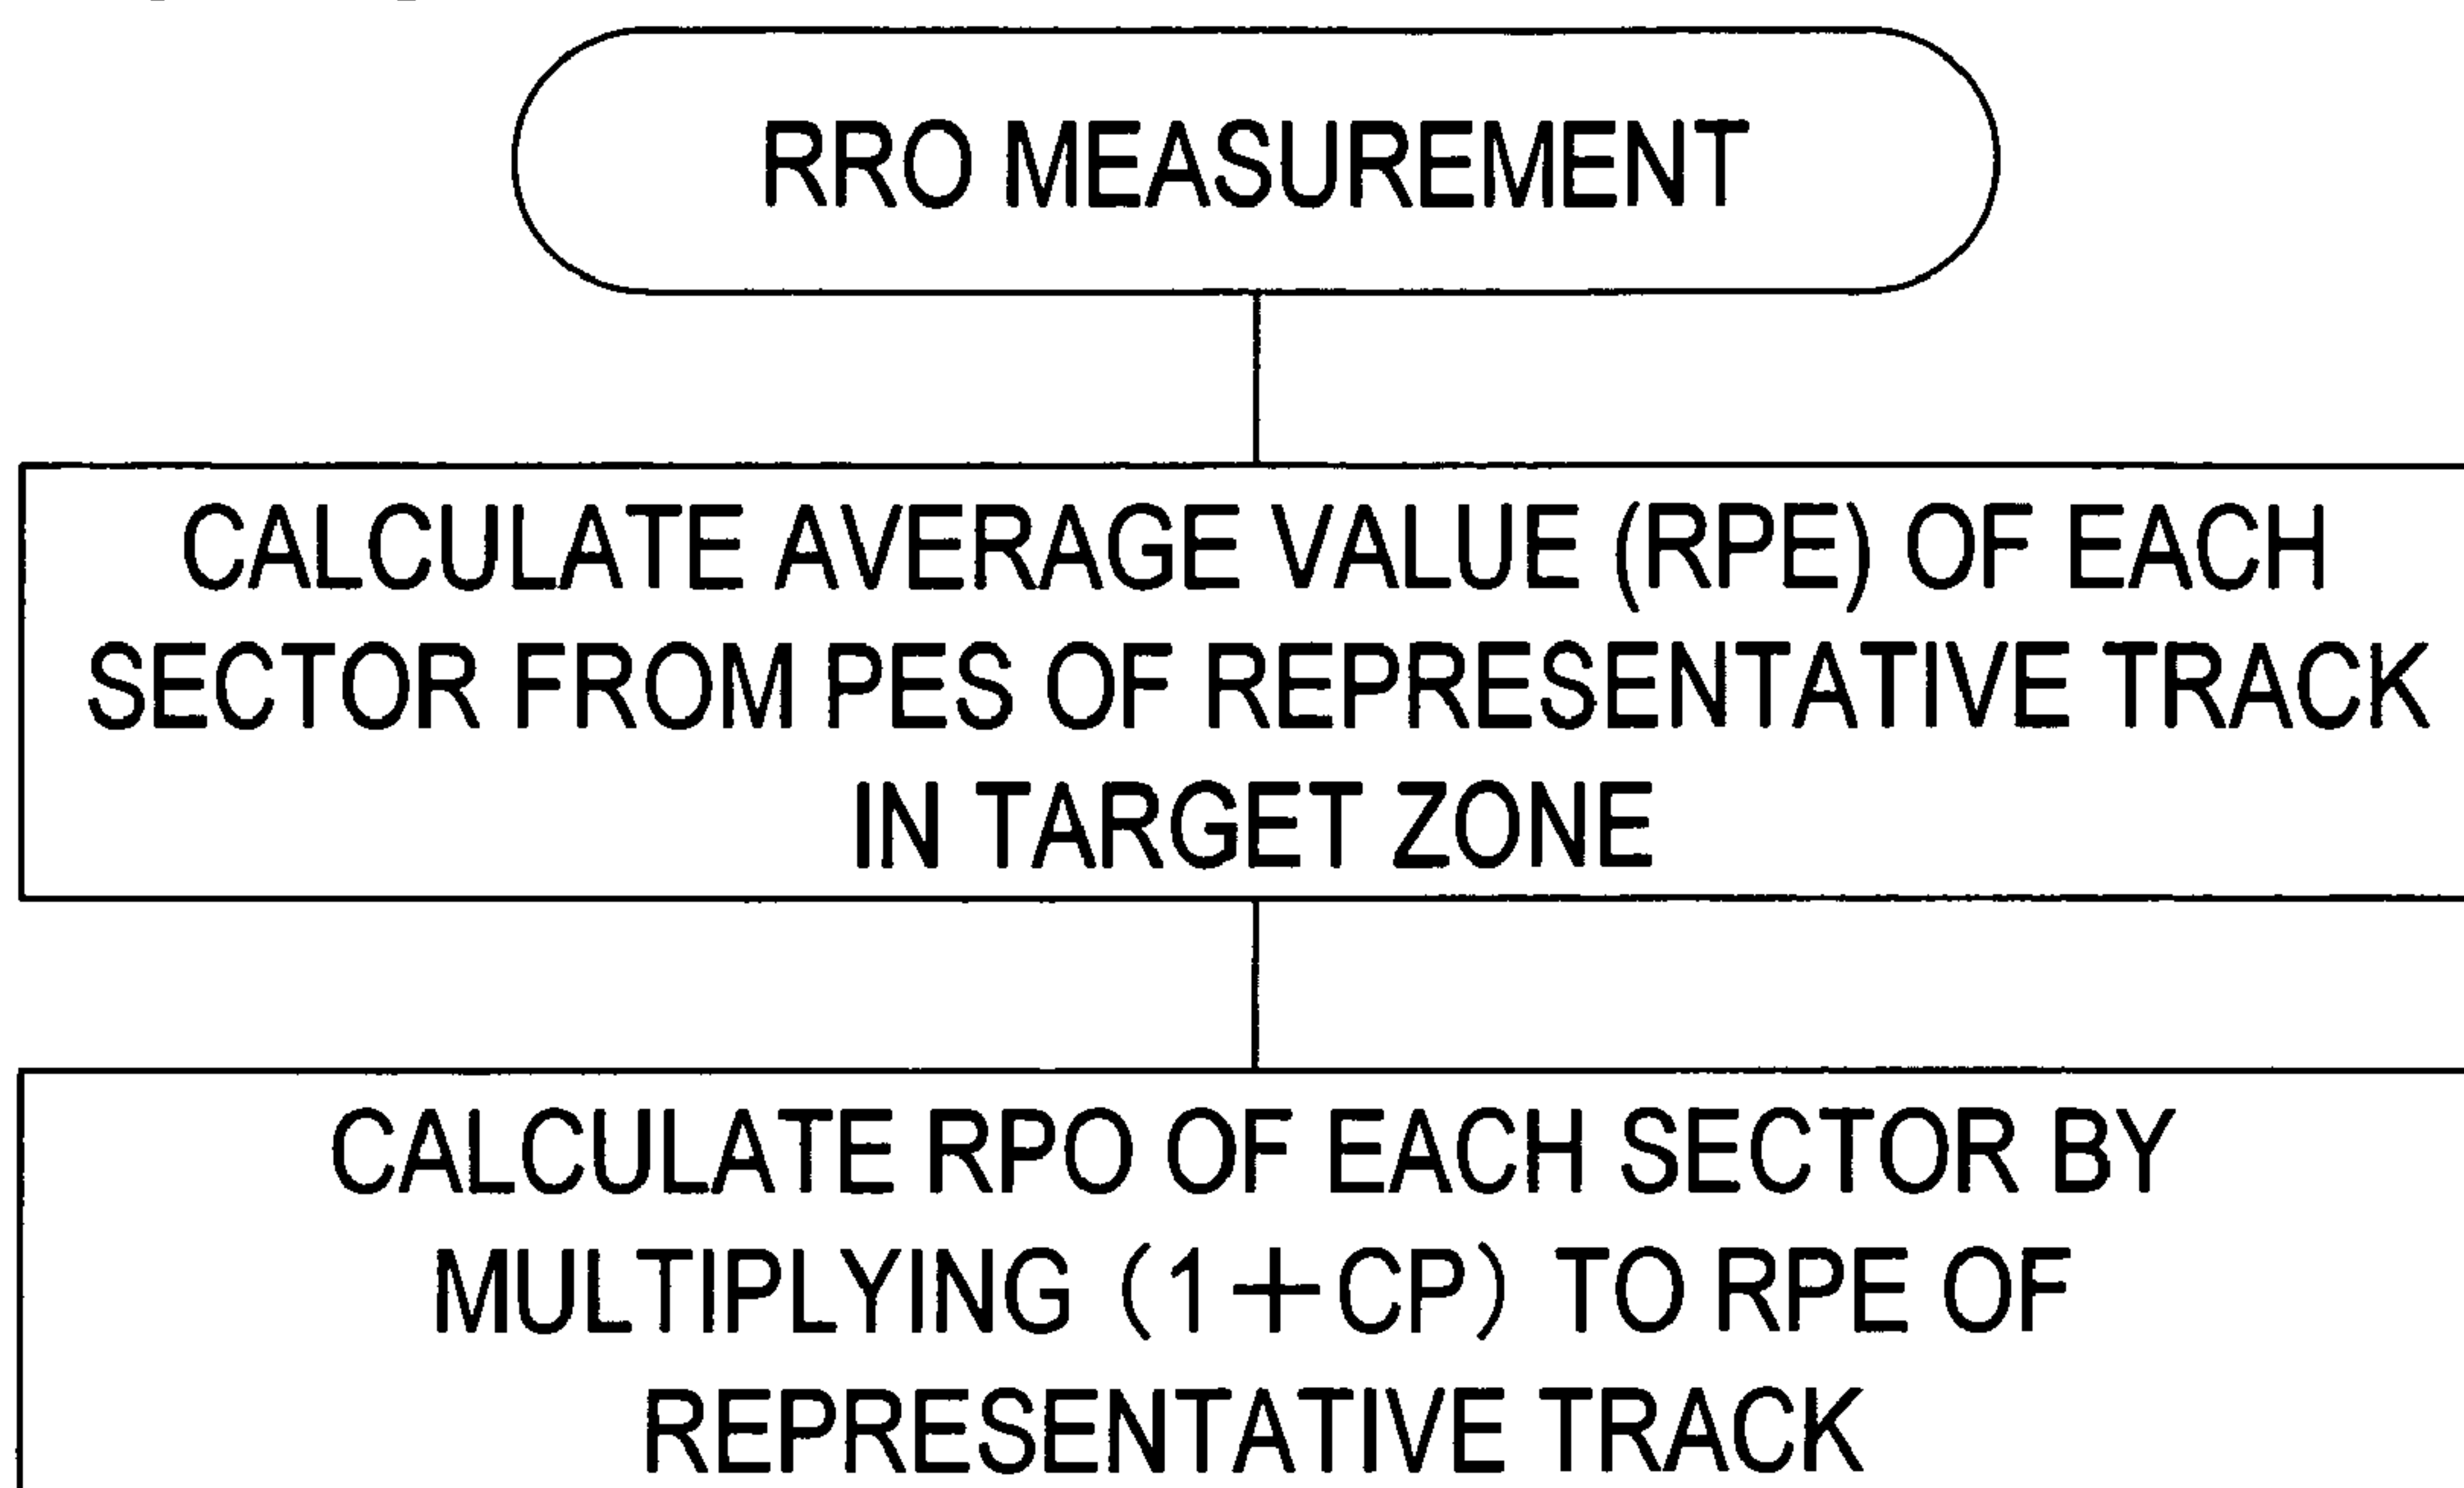 RRO MEASUREMENT
CALCULATE AVERAGE VALUE (RPE) OF EACH
SECTOR FROM PES OF REPRESENTATIVE TRACK
IN TARGET ZONE
CALCULATE RPO OF EACH SECTOR BY
MULTIPLYING (1+CP) TO RPE OF
REPRESENTATIVE TRACK